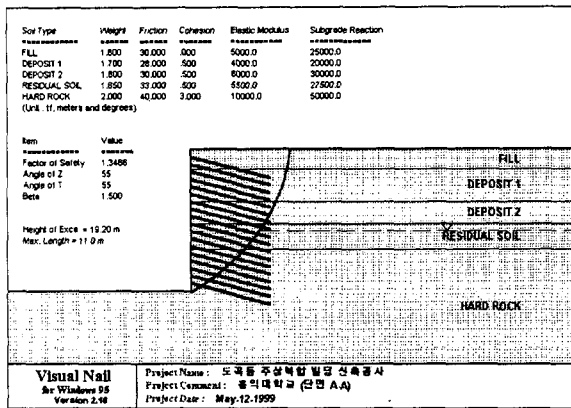 Soil Type Weight Friction Cohesion Elastic Modulus Subgrade Reaction
FILL 1.800 30.000 .000 5000.0 25000.0
DEPOSIT 1 1.700 28.000 .500 4000.0 20000.0
DEPOSIT 2 1.800 30.000 .500 6000.0 30000.0
RESIDUAL SOIL 1.850 33.000 .500 5500.0 27500.0
HARD ROCK 2.000 40.000 3.000 10000.0 50000.0
(Unit : tf, meters and degrees)
Item Value
Factor of Safety 1.3486
Angle of Z 55
Angle of T 55
Beta 1.500
Height of Exca = 19.20 m
Max. Length = 11.0 m
FILL
DEPOSIT 1
DEPOSIT 2
RESIDUAL SOIL
HARD ROCK
Visual Nail
for Windows 95
Version 2.16
Project Name : 도곡동 주상복합 빌딩 신축공사
Project Comment : 홍익대학교 (단면 A-A)
Project Date : May-12-1999